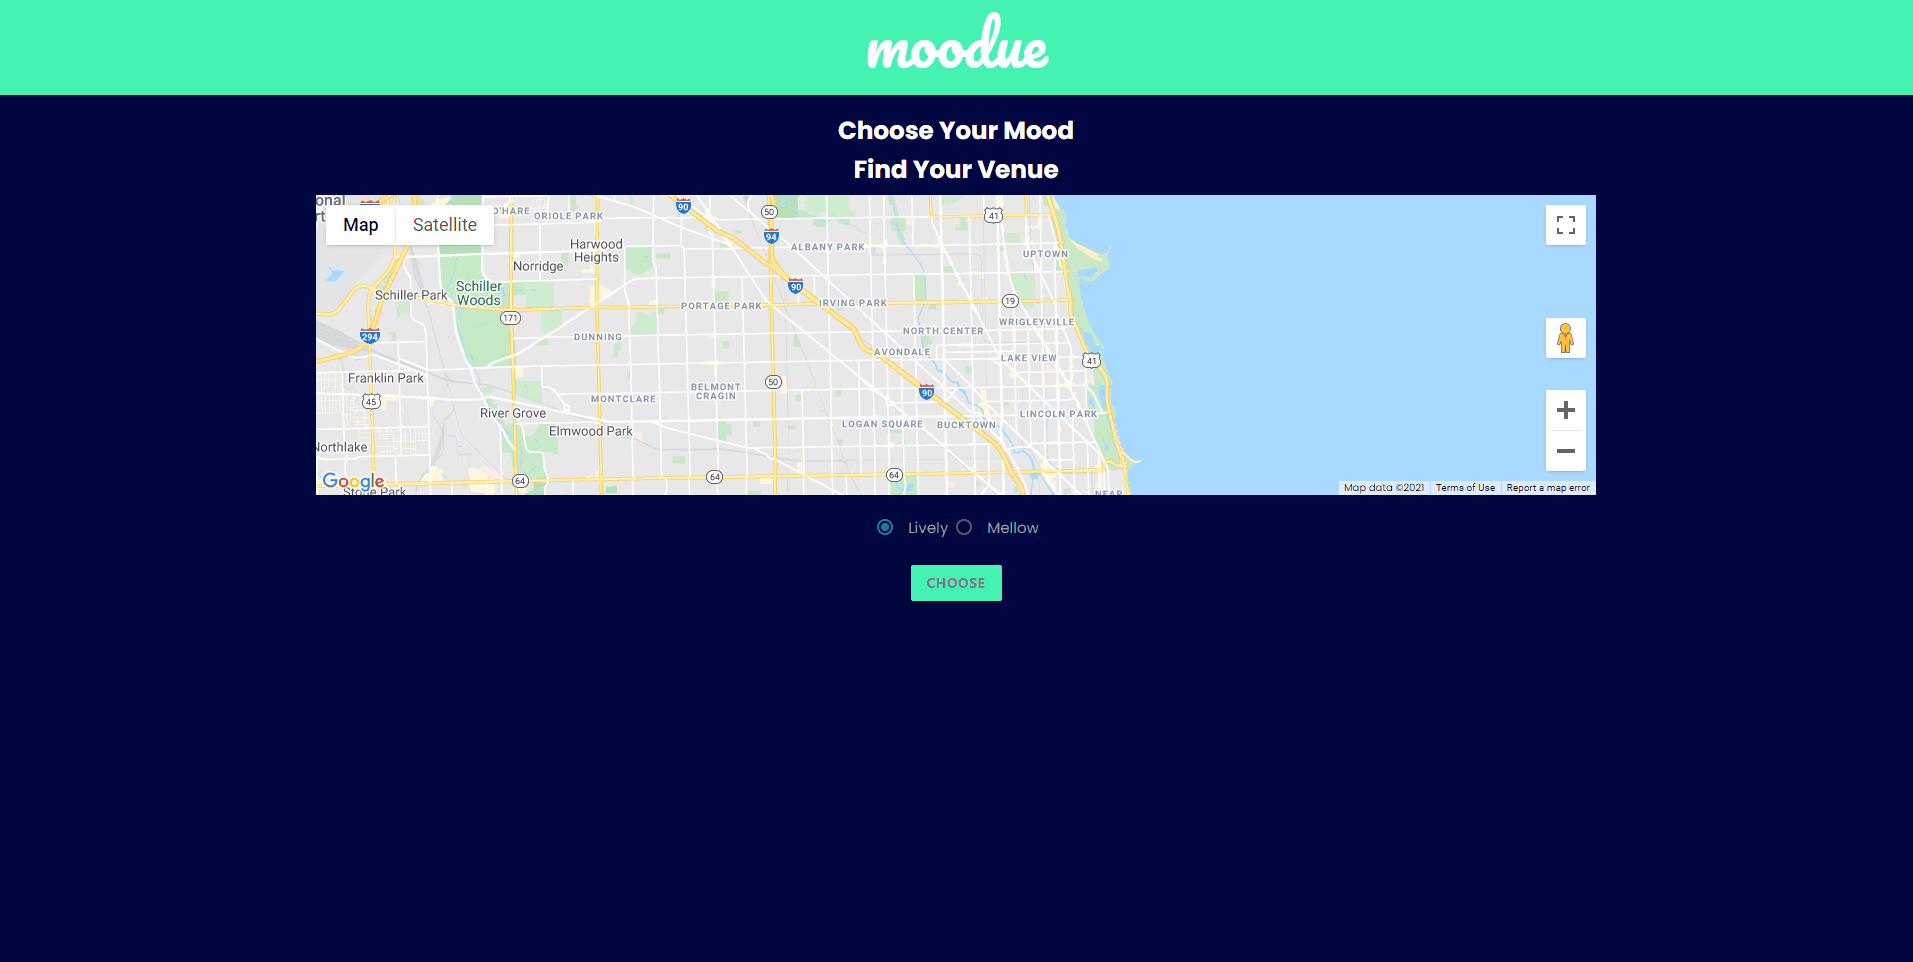 moodue
Choose Your Mood
Find Your Venue
onal
rt
Map
Satellite
O'HARE
ORIOLE PARK
90
50
41
94
Harwood
Heights
ALBANY PARK
UPTOWN
Norridge
Schiller
Woods
Schiller Park
90
PORTAGE PARK
IRVING PARK
19
171
WRIGLEYVILLE
294
DUNNING
NORTH CENTER
AVONDALE
LAKE VIEW
41
Franklin Park
50
BELMONT
CRAGIN
90
45
MONTCLARE
River Grove
LINCOLN PARK
LOGAN SQUARE
BUCKTOWN
Elmwood Park
Northlake
64
64
64
Google
Stone Park
NEAR
Map data ©2021
Terms of Use
Report a map error
Lively
Mellow
CHOOSE